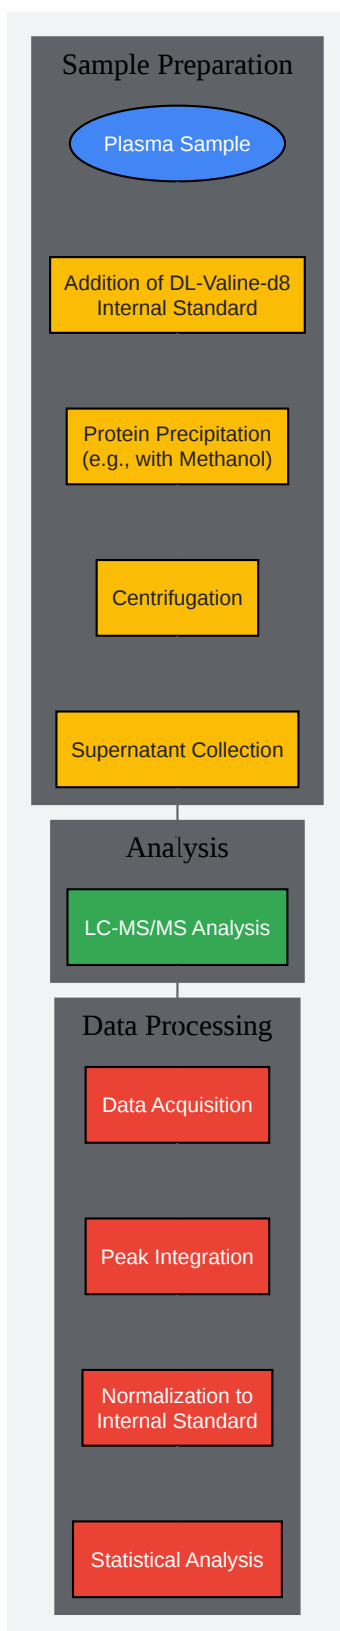 Sample Preparation
Plasma Sample
Addition of DL-Valine-d8
Internal Standard
Protein Precipitation
(e.g., with Methanol)
Centrifugation
Supernatant Collection
Analysis
LC-MS/MS Analysis
Data Processing
Data Acquisition
Peak Integration
Normalization to
Internal Standard
Statistical Analysis